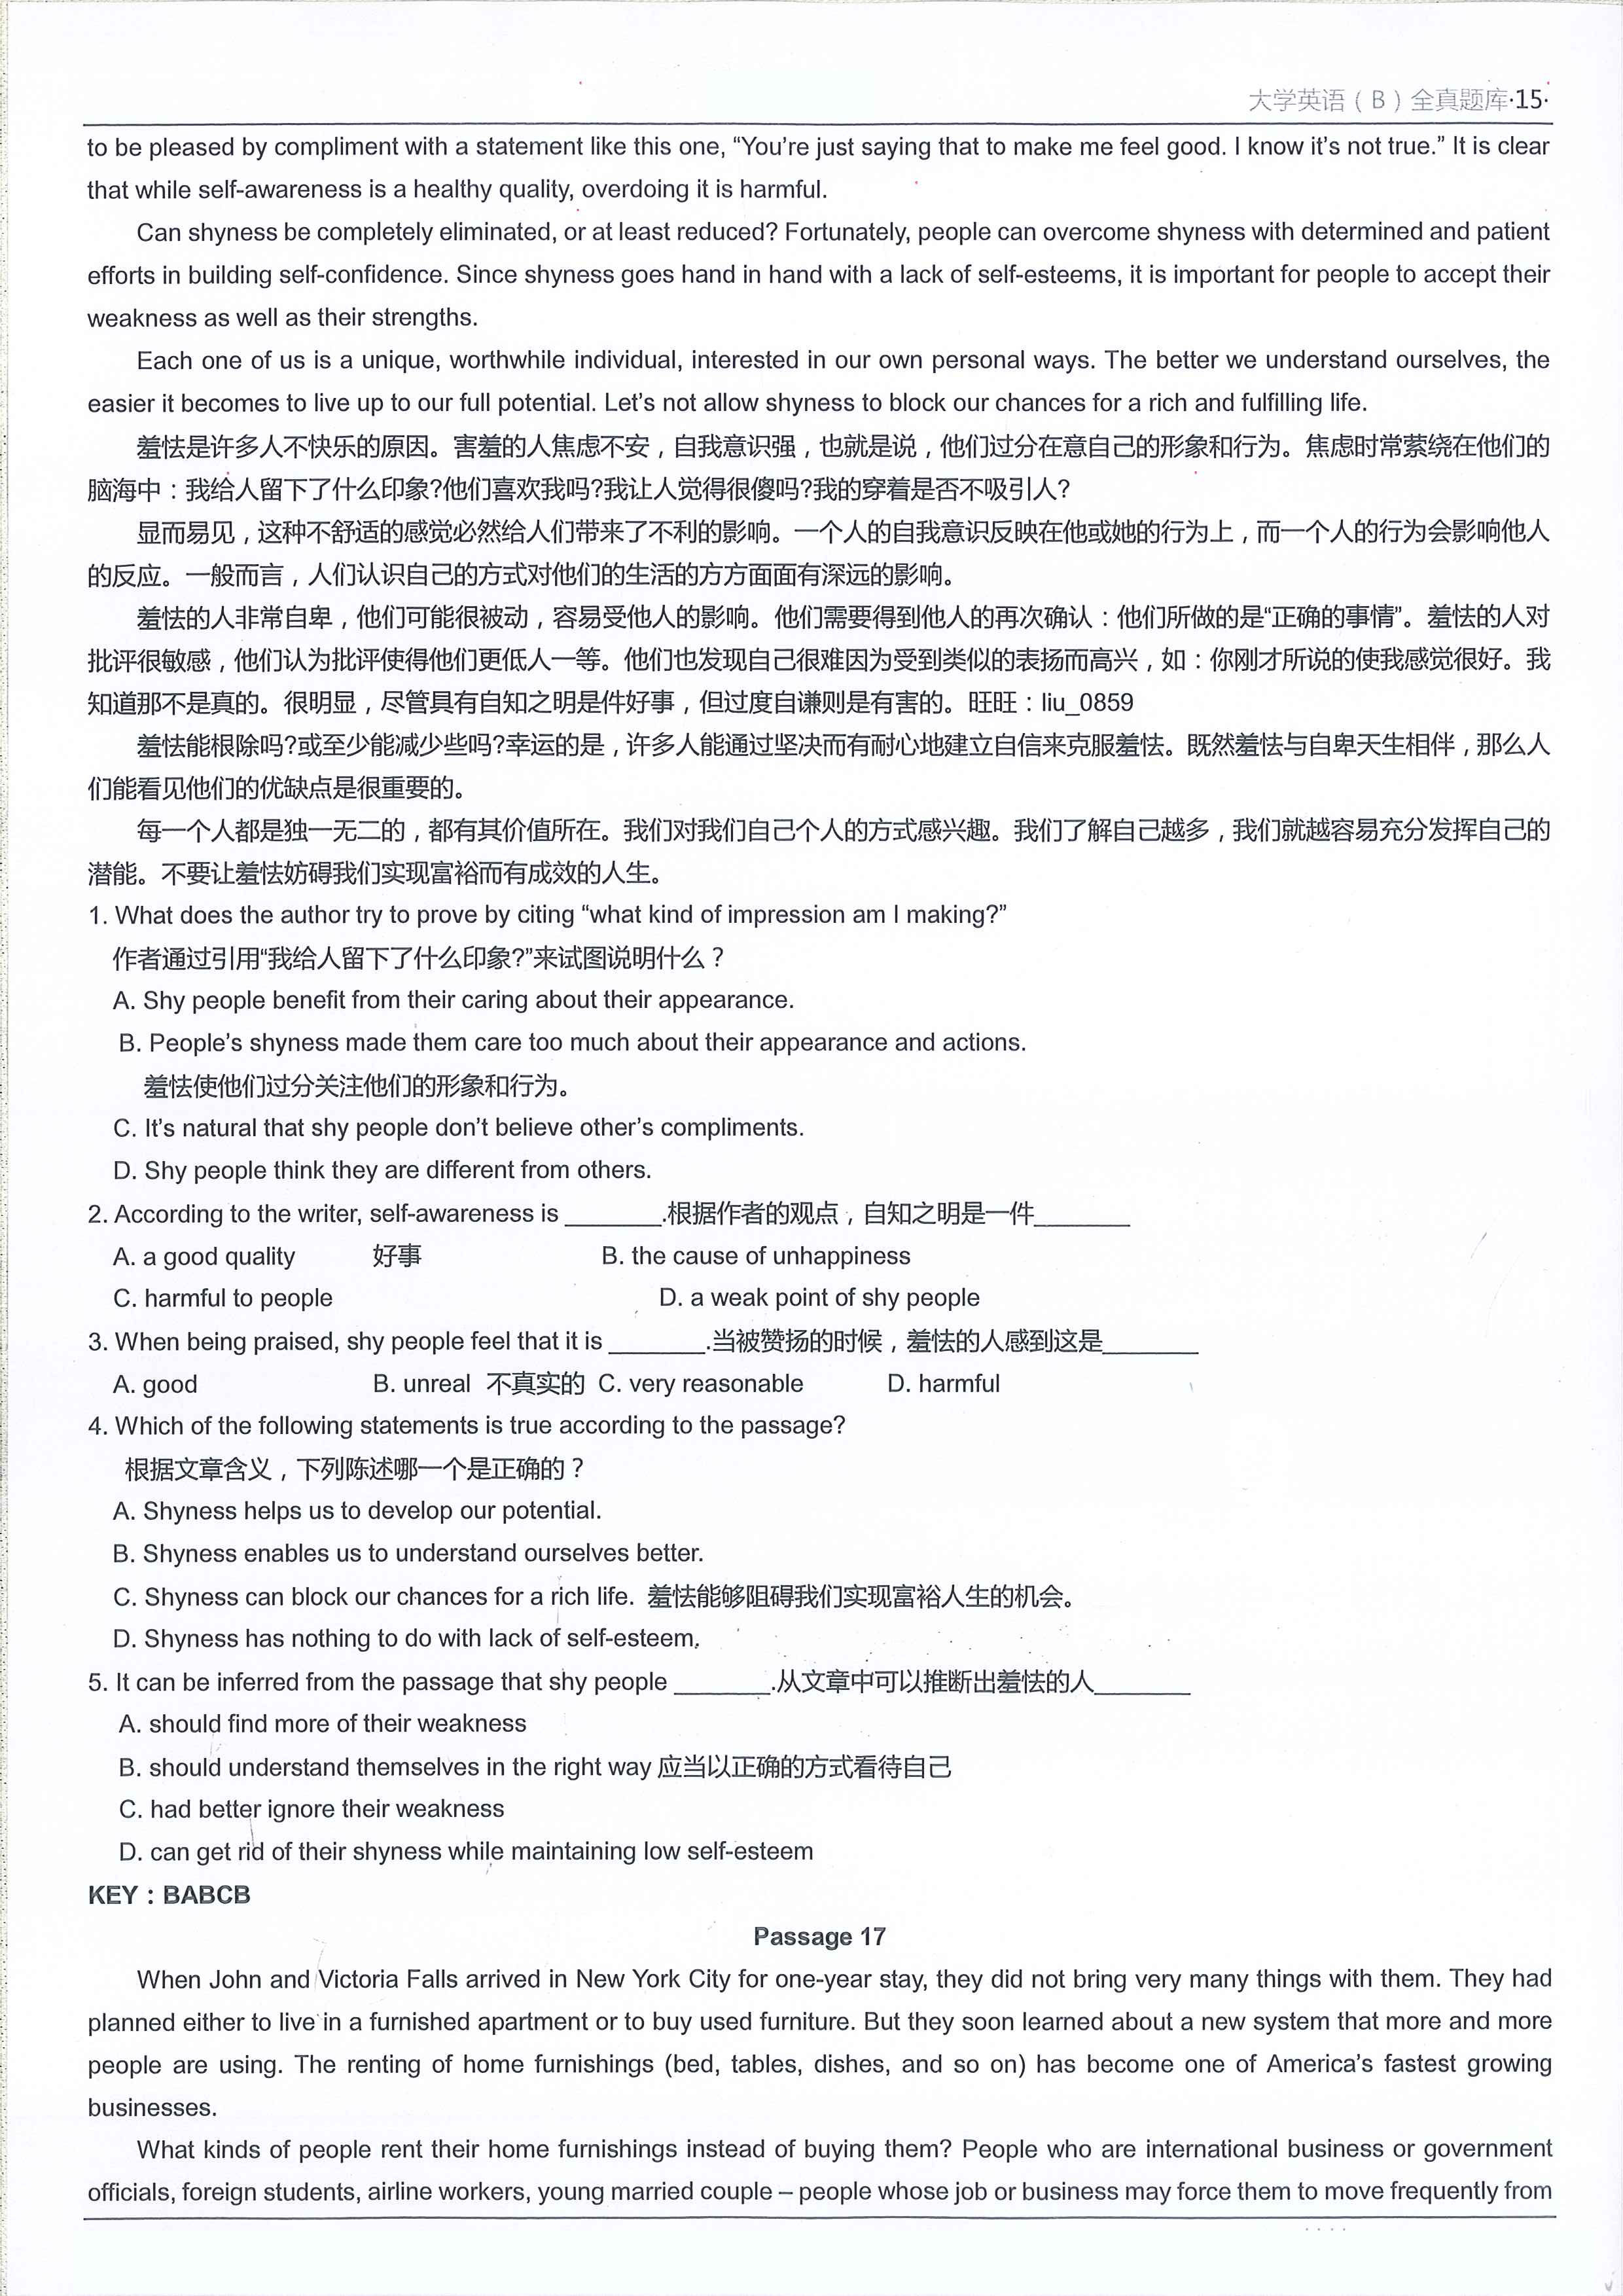 大学英语（B）全真题库·15·
to be pleased by compliment with a statement like this one, “You’re just saying that to make me feel good. I know it’s not true.” It is clear
that while self-awareness is a healthy quality, overdoing it is harmful.
Can shyness be completely eliminated, or at least reduced? Fortunately, people can overcome shyness with determined and patient
efforts in building self-confidence. Since shyness goes hand in hand with a lack of self-esteems, it is important for people to accept their
weakness as well as their strengths.
Each one of us is a unique, worthwhile individual, interested in our own personal ways. The better we understand ourselves, the
easier it becomes to live up to our full potential. Let’s not allow shyness to block our chances for a rich and fulfilling life.
羞怯是许多人不快乐的原因。害羞的人焦虑不安，自我意识强，也就是说，他们过分在意自己的形象和行为。焦虑时常萦绕在他们的
脑海中：我给人留下了什么印象?他们喜欢我吗?我让人觉得很傻吗?我的穿着是否不吸引人?
显而易见，这种不舒适的感觉必然给人们带来了不利的影响。一个人的自我意识反映在他或她的行为上，而一个人的行为会影响他人
的反应。一般而言，人们认识自己的方式对他们的生活的方方面面有深远的影响。
羞怯的人非常自卑，他们可能很被动，容易受他人的影响。他们需要得到他人的再次确认：他们所做的是“正确的事情”。羞怯的人对
批评很敏感，他们认为批评使得他们更低人一等。他们也发现自己很难因为受到类似的表扬而高兴，如：你刚才所说的使我感觉很好。我
知道那不是真的。很明显，尽管具有自知之明是件好事，但过度自谦则是有害的。旺旺：liu_0859
羞怯能根除吗?或至少能减少些吗?幸运的是，许多人能通过坚决而有耐心地建立自信来克服羞怯。既然羞怯与自卑天生相伴，那么人
们能看见他们的优缺点是很重要的。
每一个人都是独一无二的，都有其价值所在。我们对我们自己个人的方式感兴趣。我们了解自己越多，我们就越容易充分发挥自己的
潜能。不要让羞怯妨碍我们实现富裕而有成效的人生。
1. What does the author try to prove by citing “what kind of impression am I making?”
作者通过引用“我给人留下了什么印象?”来试图说明什么？
A. Shy people benefit from their caring about their appearance.
B. People’s shyness made them care too much about their appearance and actions.
羞怯使他们过分关注他们的形象和行为。
C. It’s natural that shy people don’t believe other’s compliments.
D. Shy people think they are different from others.
2. According to the writer, self-awareness is _______.根据作者的观点，自知之明是一件_______
A. a good quality 好事 B. the cause of unhappiness
C. harmful to people D. a weak point of shy people
3. When being praised, shy people feel that it is _______.当被赞扬的时候，羞怯的人感到这是_______
A. good B. unreal 不真实的 C. very reasonable D. harmful
4. Which of the following statements is true according to the passage?
根据文章含义，下列陈述哪一个是正确的？
A. Shyness helps us to develop our potential.
B. Shyness enables us to understand ourselves better.
C. Shyness can block our chances for a rich life. 羞怯能够阻碍我们实现富裕人生的机会。
D. Shyness has nothing to do with lack of self-esteem.
5. It can be inferred from the passage that shy people _______.从文章中可以推断出羞怯的人_______
A. should find more of their weakness
B. should understand themselves in the right way 应当以正确的方式看待自己
C. had better ignore their weakness
D. can get rid of their shyness while maintaining low self-esteem
KEY：BABCB
Passage 17
When John and Victoria Falls arrived in New York City for one-year stay, they did not bring very many things with them. They had
planned either to live in a furnished apartment or to buy used furniture. But they soon learned about a new system that more and more
people are using. The renting of home furnishings (bed, tables, dishes, and so on) has become one of America’s fastest growing
businesses.
What kinds of people rent their home furnishings instead of buying them? People who are international business or government
officials, foreign students, airline workers, young married couple – people whose job or business may force them to move frequently from